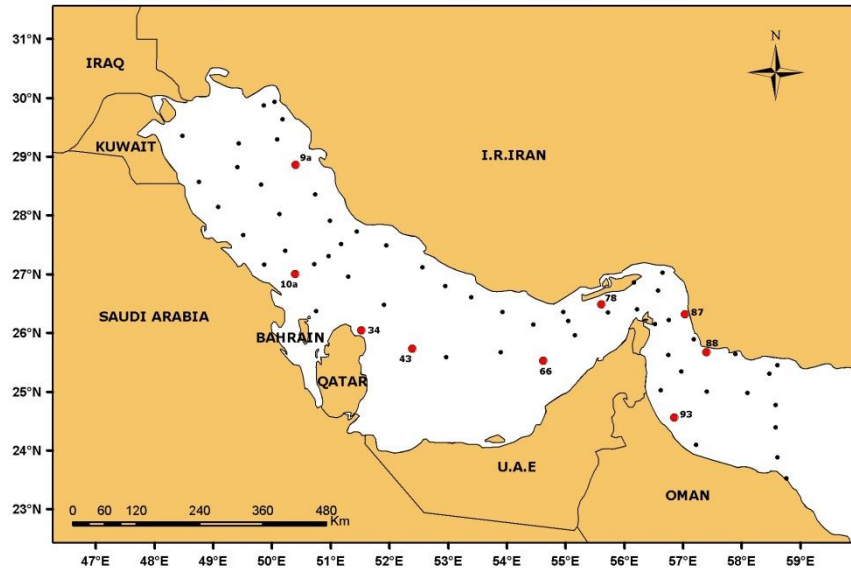 31°N
N
IRAQ
30°N
KUWAIT
9a
I.R.IRAN
29°N
28°N
27°N
10a
SAUDI ARABIA
78
87
26°N
BAHRAIN
34
43
88
QATAR
66
25°N
93
24°N
U.A.E
OMAN
23°N
0 60 120 240 360 480
Km
47°E 48°E 49°E 50°E 51°E 52°E 53°E 54°E 55°E 56°E 57°E 58°E 59°E